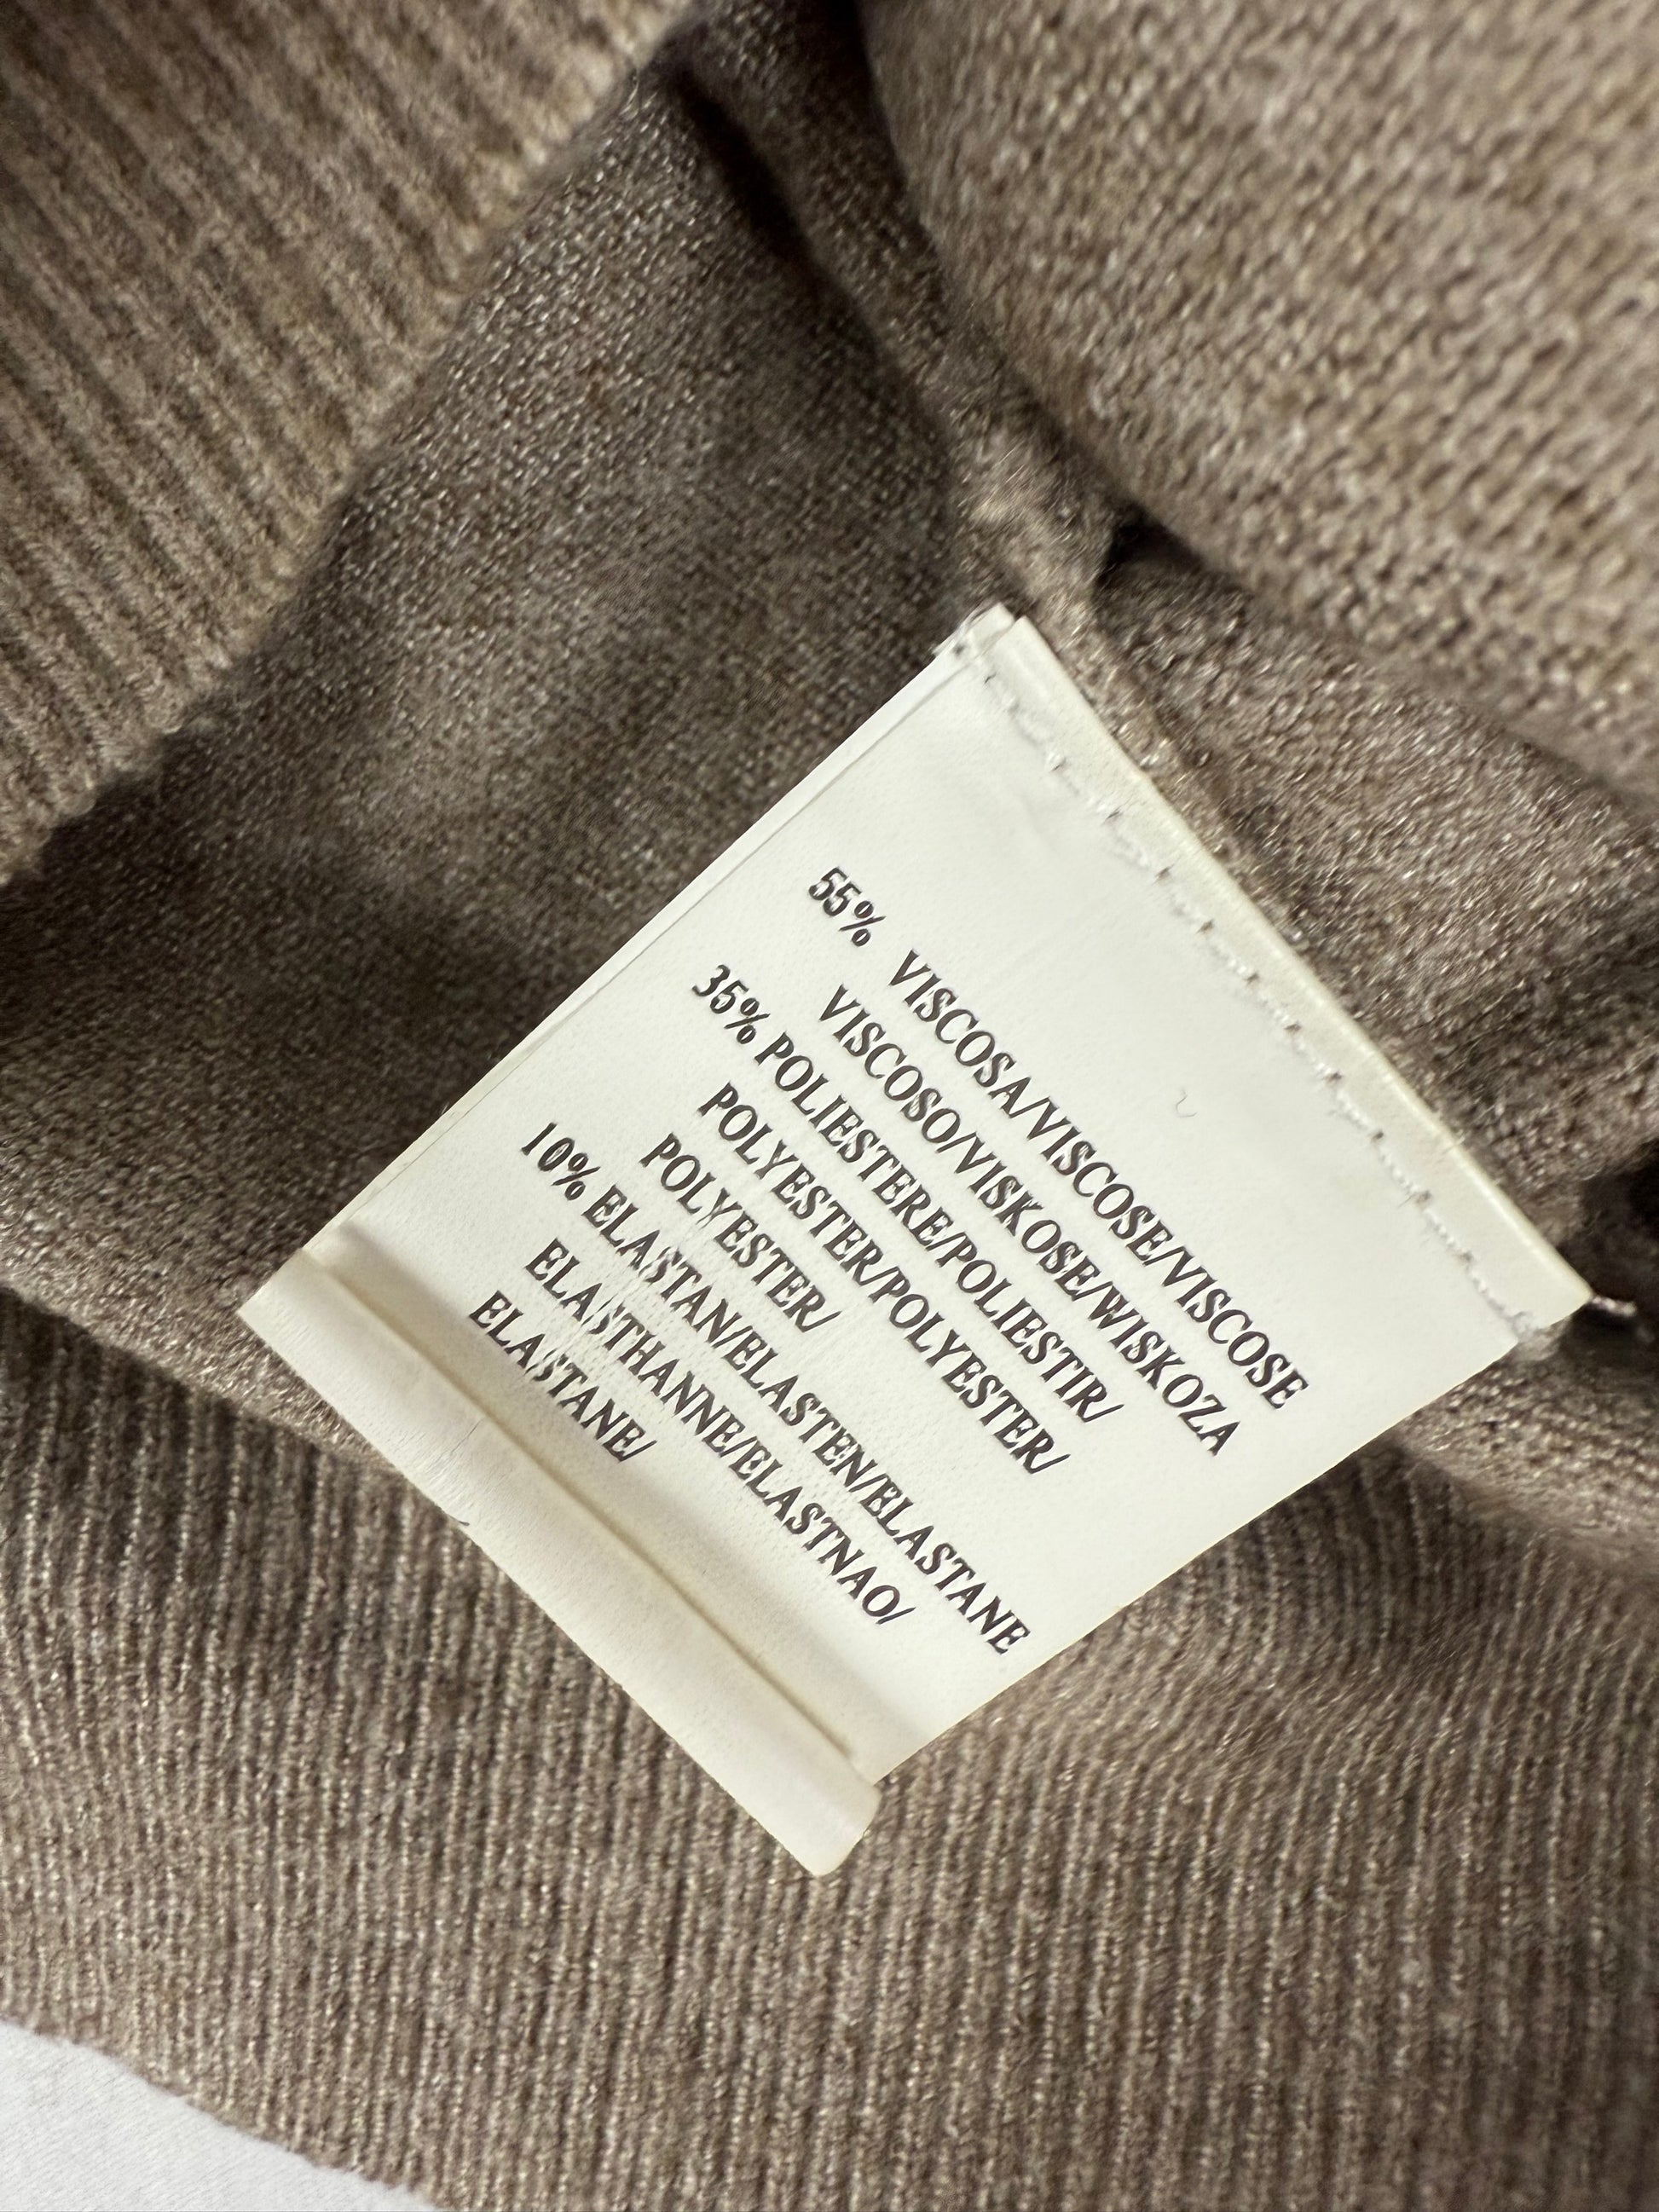 55% VISCOSA/VISCOSE/VISCOSE
VISCOSO/VISKOSE/WISKOZA
35% POLIESTERE/POLIESTIR/
POLYESTER/POLYESTER/
POLYESTER/
10% ELASTAN/ELASTEN/ELASTANE
ELASTHANNE/ELASTNAO/
ELASTANE/